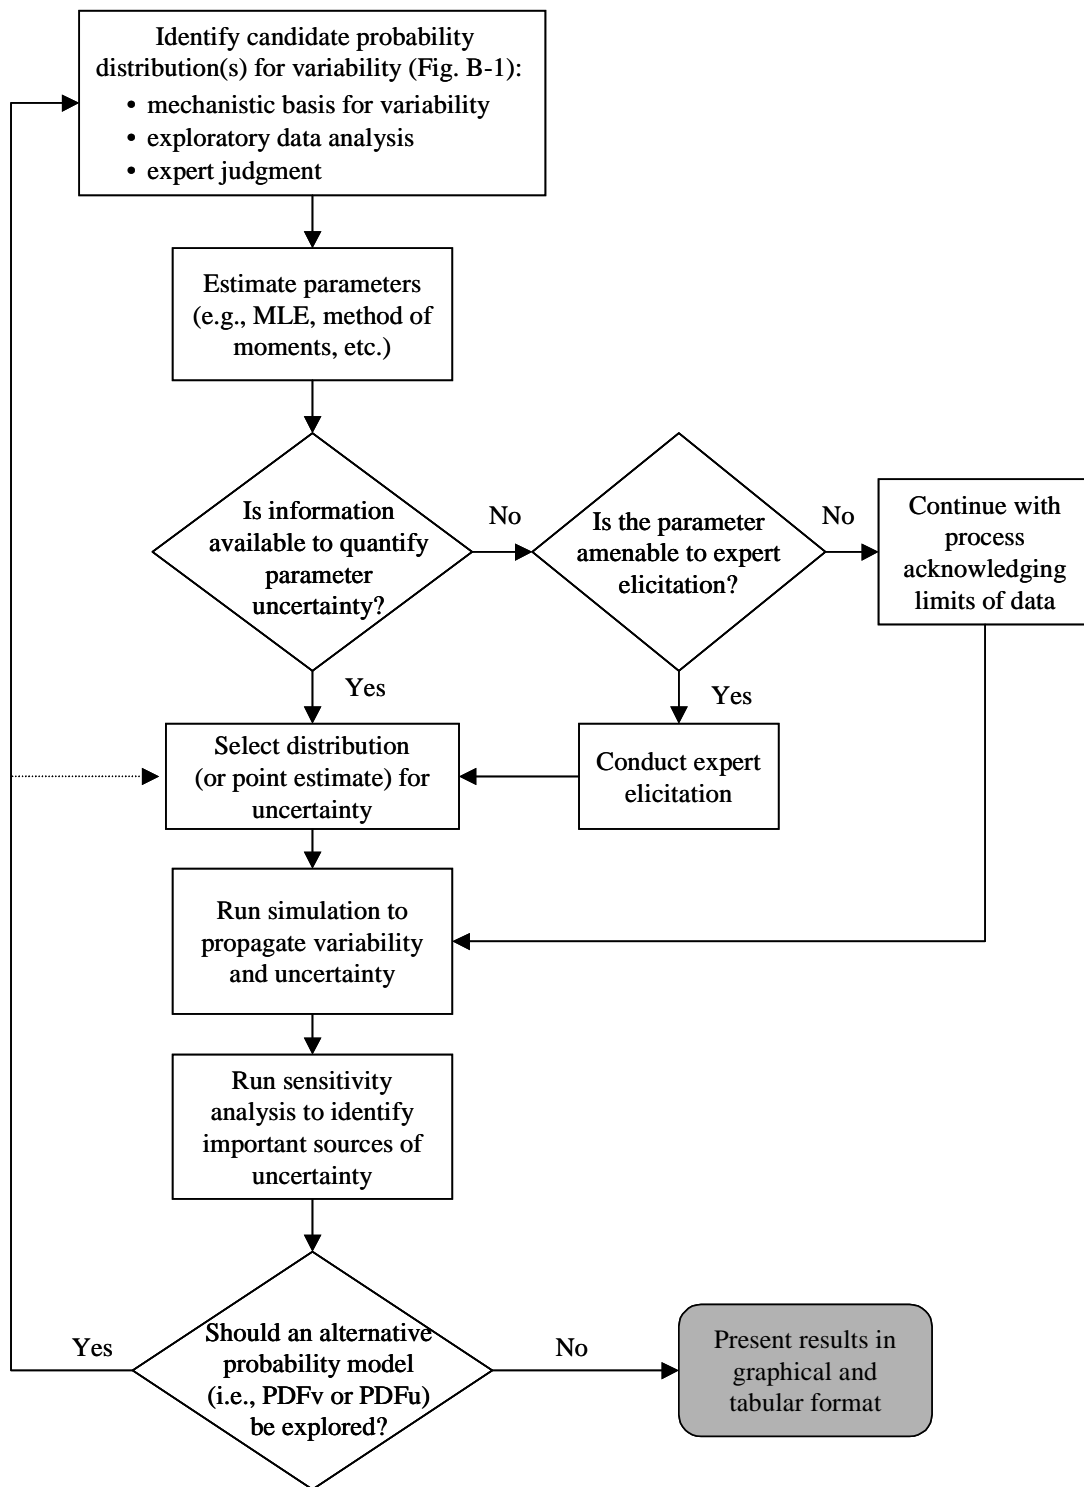 Identify candidate probability
distribution(s) for variability (Fig. B-1):
• mechanistic basis for variability
• exploratory data analysis
• expert judgment
Estimate parameters
(e.g., MLE, method of
moments, etc.)
Is information
available to quantify
parameter
uncertainty?
No
Is the parameter
amenable to expert
elicitation?
No
Continue with
process
acknowledging
limits of data
Yes
Yes
Select distribution
(or point estimate) for
uncertainty
Conduct expert
elicitation
Run simulation to
propagate variability
and uncertainty
Run sensitivity
analysis to identify
important sources of
uncertainty
Should an alternative
probability model
(i.e., PDFv or PDFu)
be explored?
Yes
No
Present results in
graphical and
tabular format